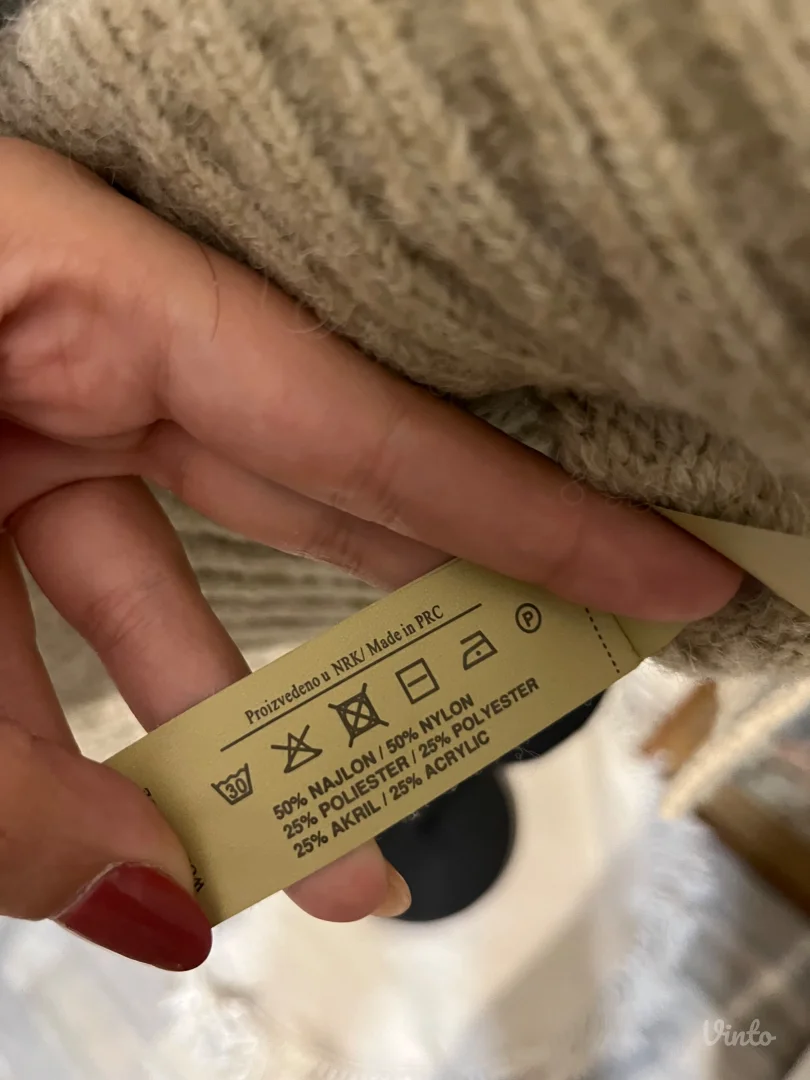 Proizvedeno u NRK/ Made in PRC
30
P
50% NAJLON / 50% NYLON
25% POLIESTER / 25% POLYESTER
25% AKRIL / 25% ACRYLIC
Vinto